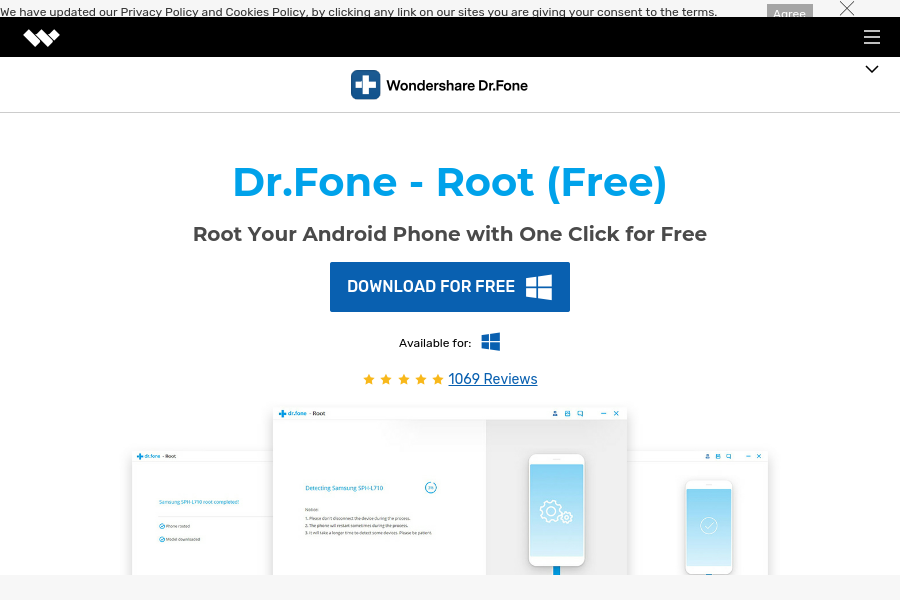 We have updated our Privacy Policy and Cookies Policy, by clicking any link on our sites you are giving your consent to the terms.
Agree
Wondershare Dr.Fone
Dr.Fone - Root (Free)
Root Your Android Phone with One Click for Free
DOWNLOAD FOR FREE
Available for:
1069 Reviews
dr.fone - Root
dr.fone - Root
Detecting Samsung SPH-L710
Notice:
1. Please don't disconnect the device during the process.
2. The phone will restart sometimes during the process.
3. It will take a longer time to detect some devices. Please be patient.
Samsung SPH-L710 root completed!
Phone rooted
Model downloaded